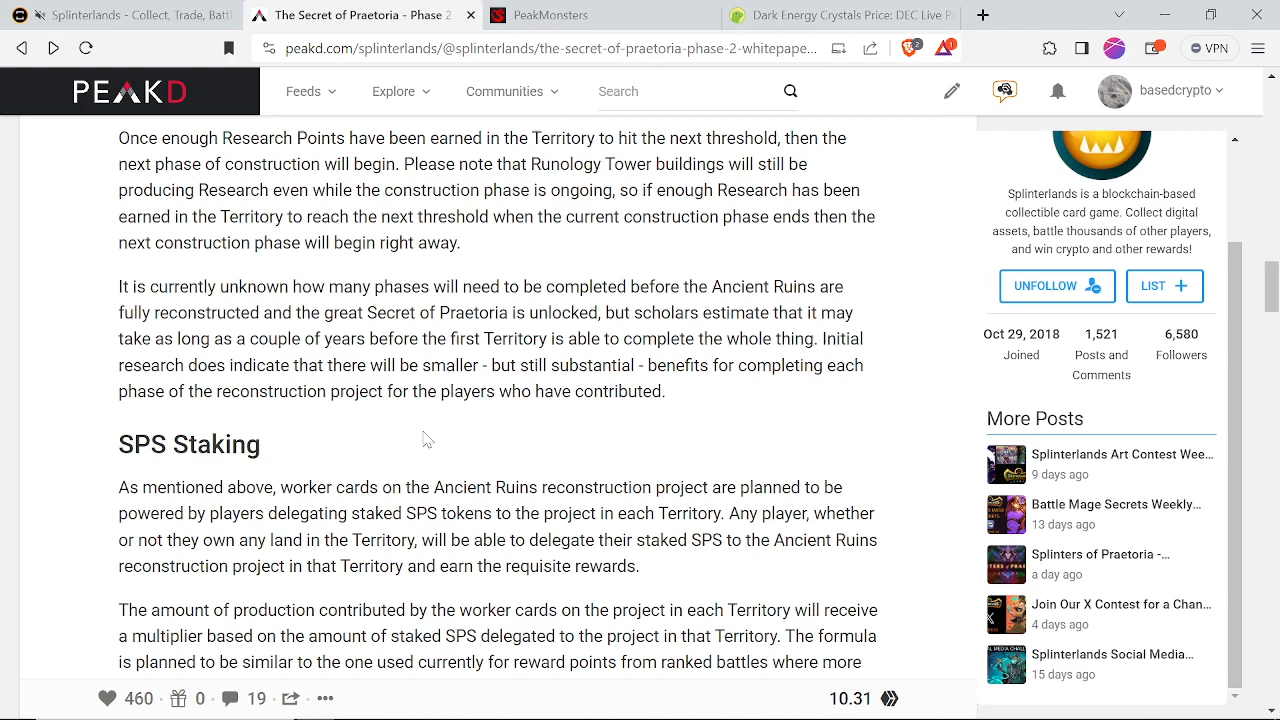 Splinterlands - Collect, Trade, Batt
The Secret of Praetoria - Phase 2
PeakMonsters
Dark Energy Crystals Price: DEC Live P
peakd.com/splinterlands/@splinterlands/the-secret-of-praetoria-phase-2-whitepape...
2
1
VPN
PEAKD
Feeds
Explore
Communities
Search
basedcrypto
Once enough Research Points have been earned in the Territory to hit the next threshold, then the
next phase of construction will begin. Please note that Runology Tower buildings will still be
producing Research even while the construction phase is ongoing, so if enough Research has been
earned in the Territory to reach the next threshold when the current construction phase ends then the
next construction phase will begin right away.
It is currently unknown how many phases will need to be completed before the Ancient Ruins are
fully reconstructed and the great Secret of Praetoria is unlocked, but scholars estimate that it may
take as long as a couple of years before the first Territory is able to complete the whole thing. Initial
research does indicate that there will be smaller - but still substantial - benefits for completing each
phase of the reconstruction project for the players who have contributed.
SPS Staking
As mentioned above, worker cards on the Ancient Ruins reconstruction project are planned to be
powered by players delegating staked SPS tokens to the project in each Territory. Any player, whether
or not they own any land in the Territory, will be able to delegate their staked SPS to the Ancient Ruins
reconstruction project in that Territory and earn the requisite rewards.
The amount of production contributed by the worker cards on the project in each Territory will receive
a multiplier based on the amount of staked SPS delegated to the project in that Territory. The formula
is planned to be similar to the one used currently for reward points from ranked battles where more
460 · 0 · 19 ·
10.31
Splinterlands is a blockchain-based
collectible card game. Collect digital
assets, battle thousands of other players,
and win crypto and other rewards!
UNFOLLOW
LIST
Oct 29, 2018
Joined
1,521
Posts and
Comments
6,580
Followers
More Posts
Splinterlands Art Contest Wee...
9 days ago
Battle Mage Secrets Weekly...
13 days ago
Splinters of Praetoria -...
a day ago
Join Our X Contest for a Chan...
4 days ago
Splinterlands Social Media...
15 days ago